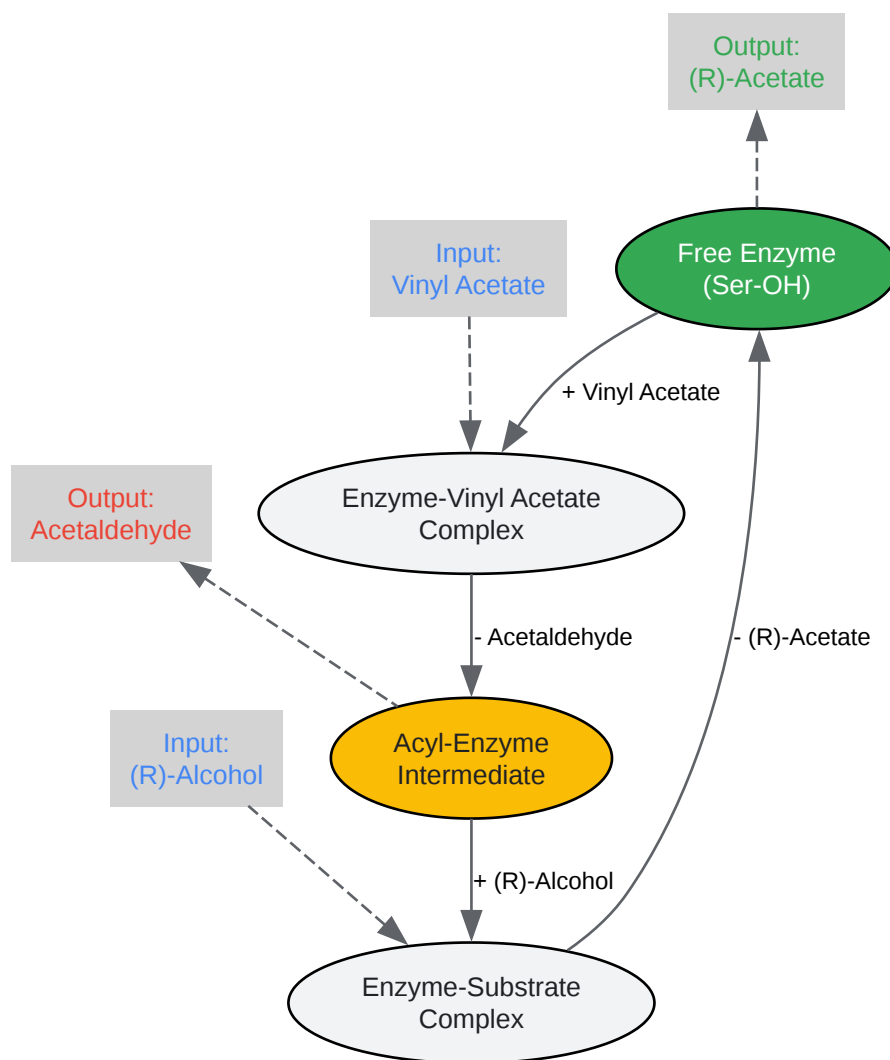 Output:
(R)-Acetate
Input:
Vinyl Acetate
Free Enzyme
(Ser-OH)
+ Vinyl Acetate
Enzyme-Vinyl Acetate
Complex
Output:
Acetaldehyde
- Acetaldehyde
- (R)-Acetate
Input:
(R)-Alcohol
Acyl-Enzyme
Intermediate
+ (R)-Alcohol
Enzyme-Substrate
Complex